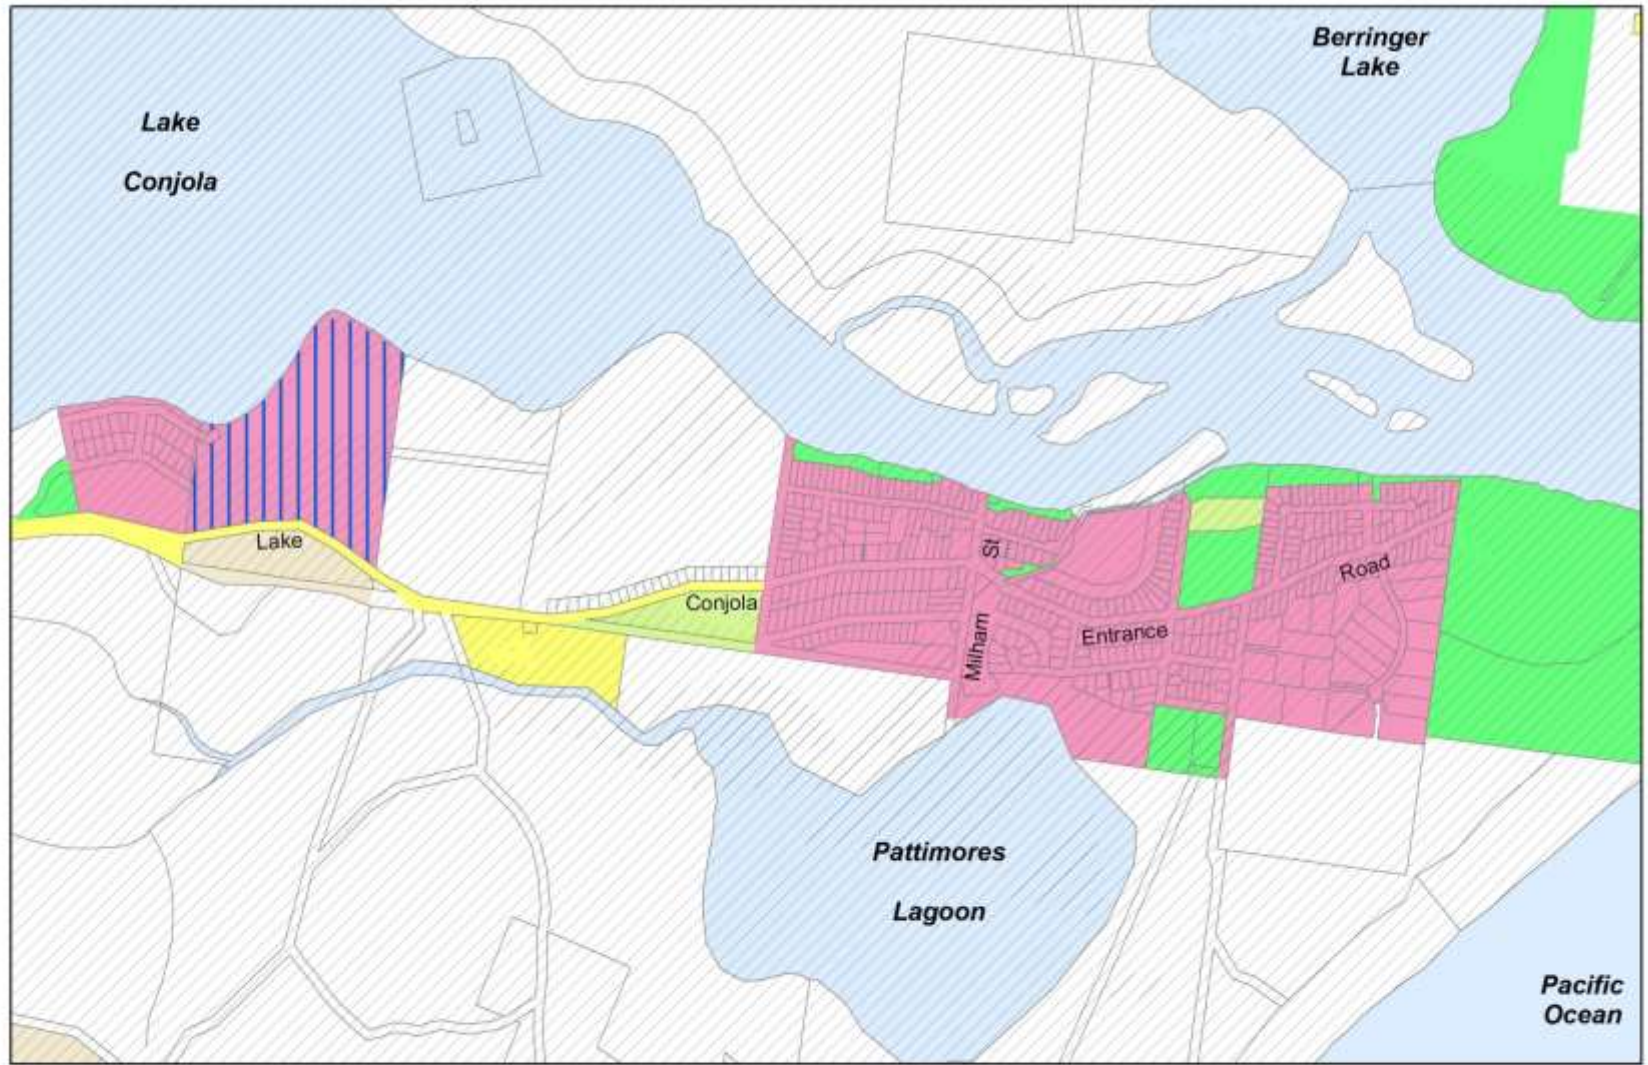 Berringer
Lake
Lake
Conjola
Lake
Conjola
St
Milham
Entrance
Road
Pattimores
Lagoon
Pacific
Ocean